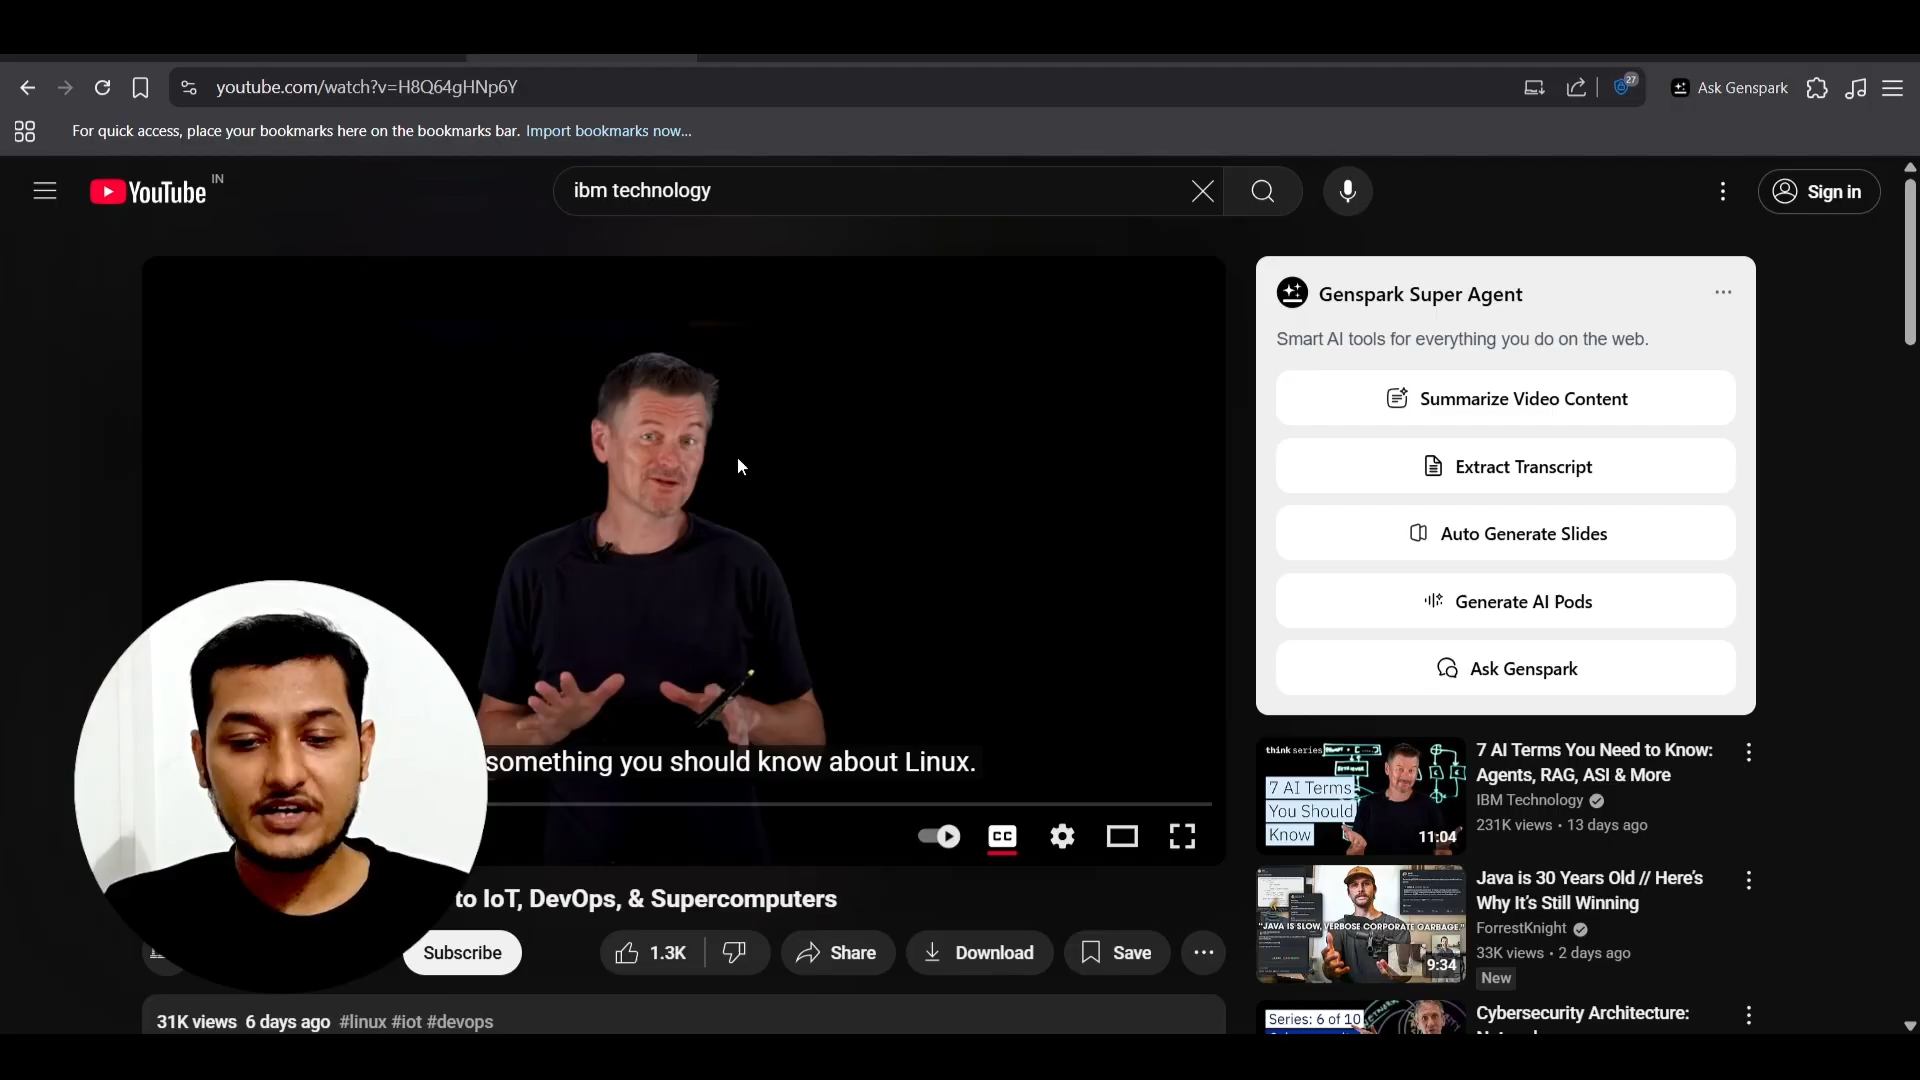 youtube.com/watch?v=H8Q64gHNp6Y
27
Ask Genspark
For quick access, place your bookmarks here on the bookmarks bar. Import bookmarks now...
YouTube IN
ibm technology
Sign in
something you should know about Linux.
CC
to IoT, DevOps, & Supercomputers
Subscribe
1.3K
Share
Download
Save
31K views 6 days ago #linux #iot #devops
Genspark Super Agent
Smart AI tools for everything you do on the web.
Summarize Video Content
Extract Transcript
Auto Generate Slides
Generate AI Pods
Ask Genspark
think series
7 AI Terms
You Should
Know
11:04
7 AI Terms You Need to Know:
Agents, RAG, ASI & More
IBM Technology
231K views • 13 days ago
"JAVA IS SLOW, VERBOSE CORPORATE GARBAGE."
9:34
Java is 30 Years Old // Here's
Why It's Still Winning
ForrestKnight
33K views • 2 days ago
New
Series: 6 of 10
Cybersecurity Architecture: